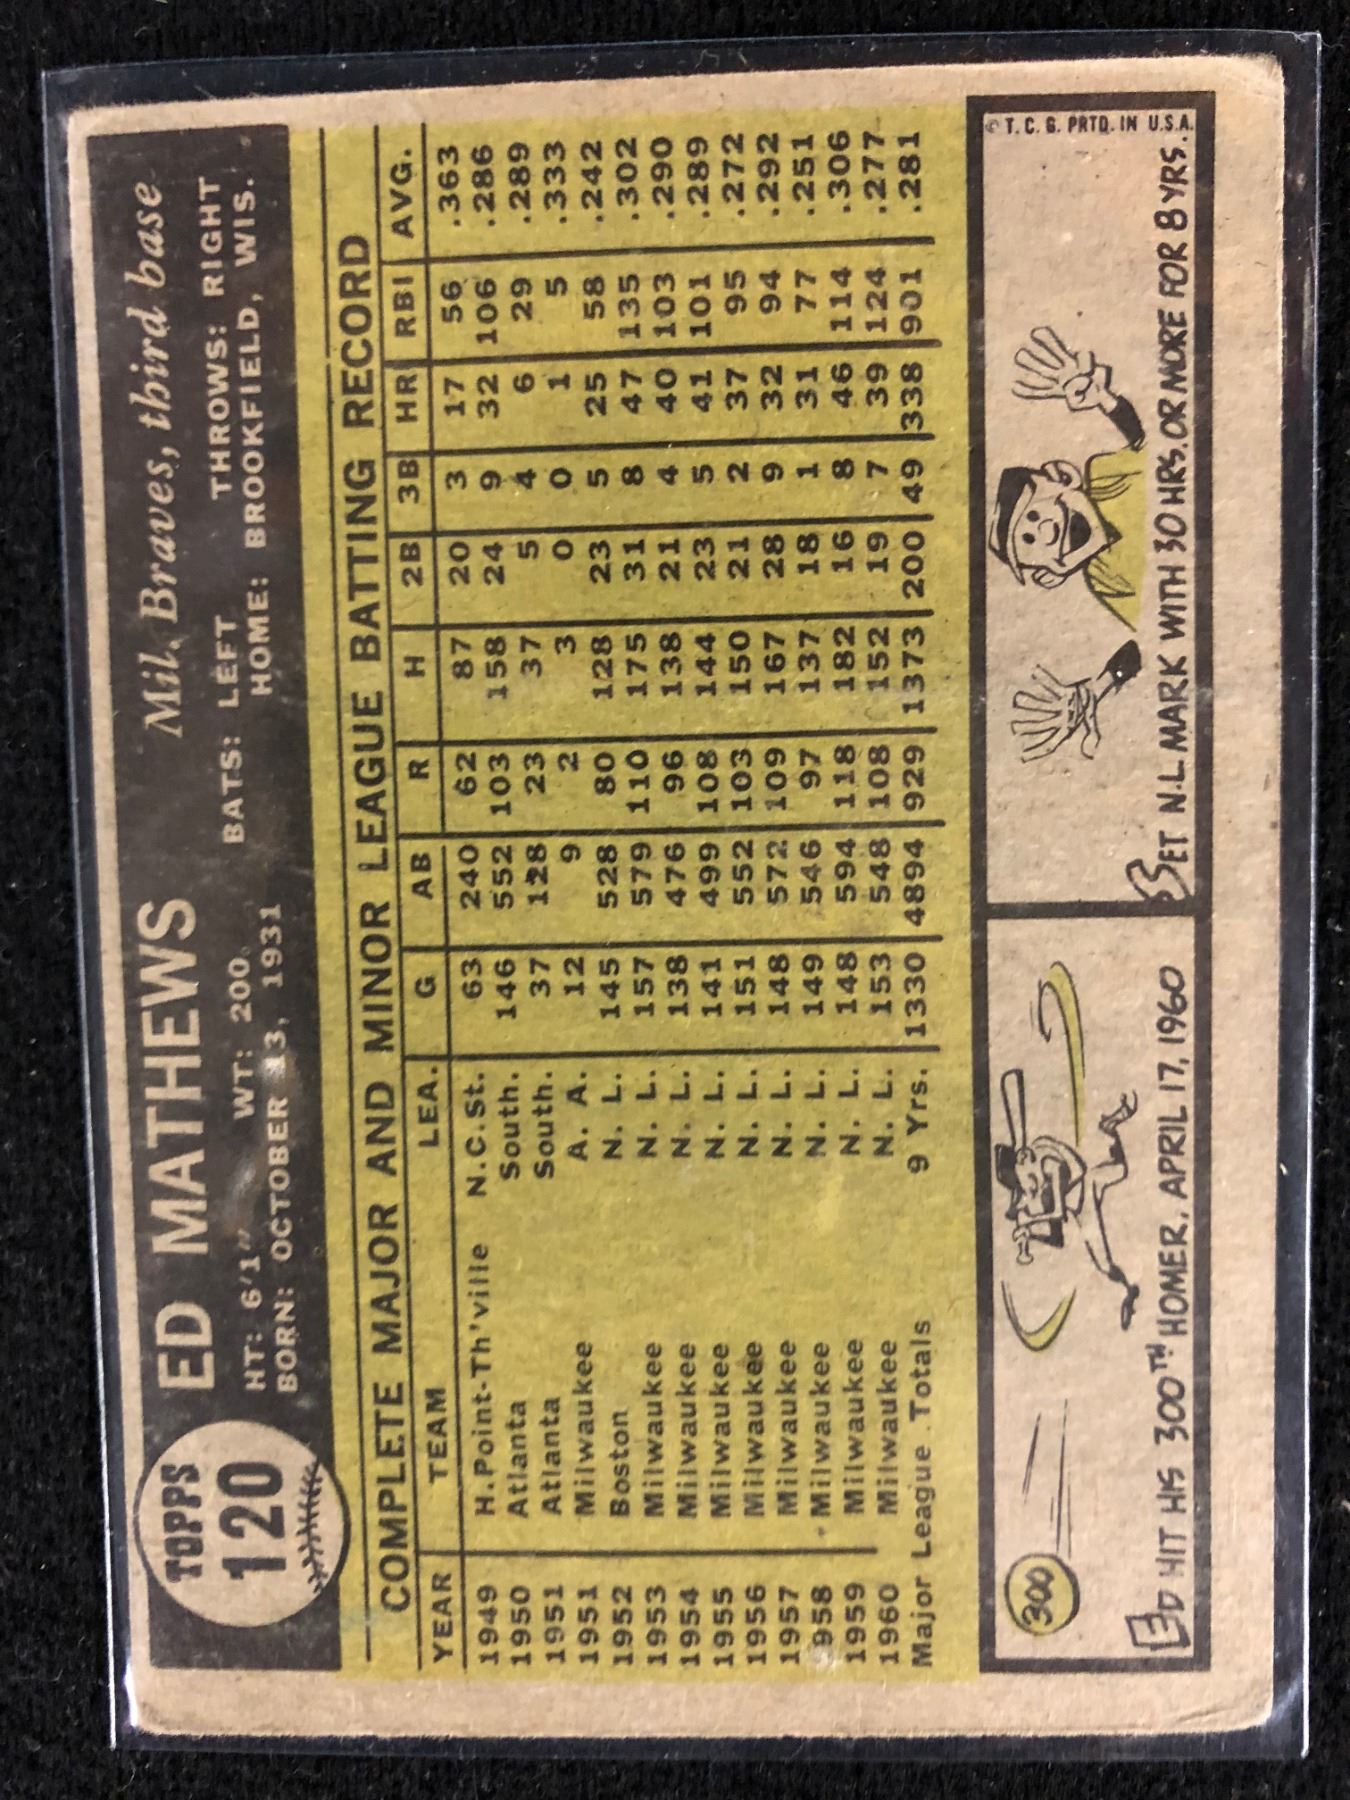 TOPPS
120
ED MATHEWS
Mil. Braves, third base
HT: 6'1" WT: 200 BATS: LEFT THROWS: RIGHT
BORN: OCTOBER 13, 1931 HOME: BROOKFIELD, WIS.
COMPLETE MAJOR AND MINOR LEAGUE BATTING RECORD
YEAR TEAM LEA. G AB R H 2B 3B HR RBI AVG.
1949 H.Point-Th'ville N.C.St. 63 240 62 87 20 3 17 56 .363
1950 Atlanta South. 146 552 103 158 24 9 32 106 .286
1951 Atlanta South. 37 128 23 37 5 4 6 29 .289
1951 Milwaukee A. A. 12 9 2 3 0 0 1 5 .333
1952 Boston N. L. 145 528 80 128 23 5 25 58 .242
1953 Milwaukee N. L. 157 579 110 175 31 8 47 135 .302
1954 Milwaukee N. L. 138 476 96 138 21 4 40 103 .290
1955 Milwaukee N. L. 141 499 108 144 23 5 41 101 .289
1956 Milwaukee N. L. 151 552 103 150 21 2 37 95 .272
1957 Milwaukee N. L. 148 572 109 167 28 9 32 94 .292
1958 Milwaukee N. L. 149 546 97 137 18 1 31 77 .251
1959 Milwaukee N. L. 148 594 118 182 16 8 46 114 .306
1960 Milwaukee N. L. 153 548 108 152 19 7 39 124 .277
Major League Totals 9 Yrs. 1330 4894 929 1373 200 49 338 901 .281
300
ED HIT HIS 300TH HOMER, APRIL 17, 1960
© T. C. G. PRTD. IN U.S.A.
SET N.L. MARK WITH 30 HRS. OR MORE FOR 8 YRS.